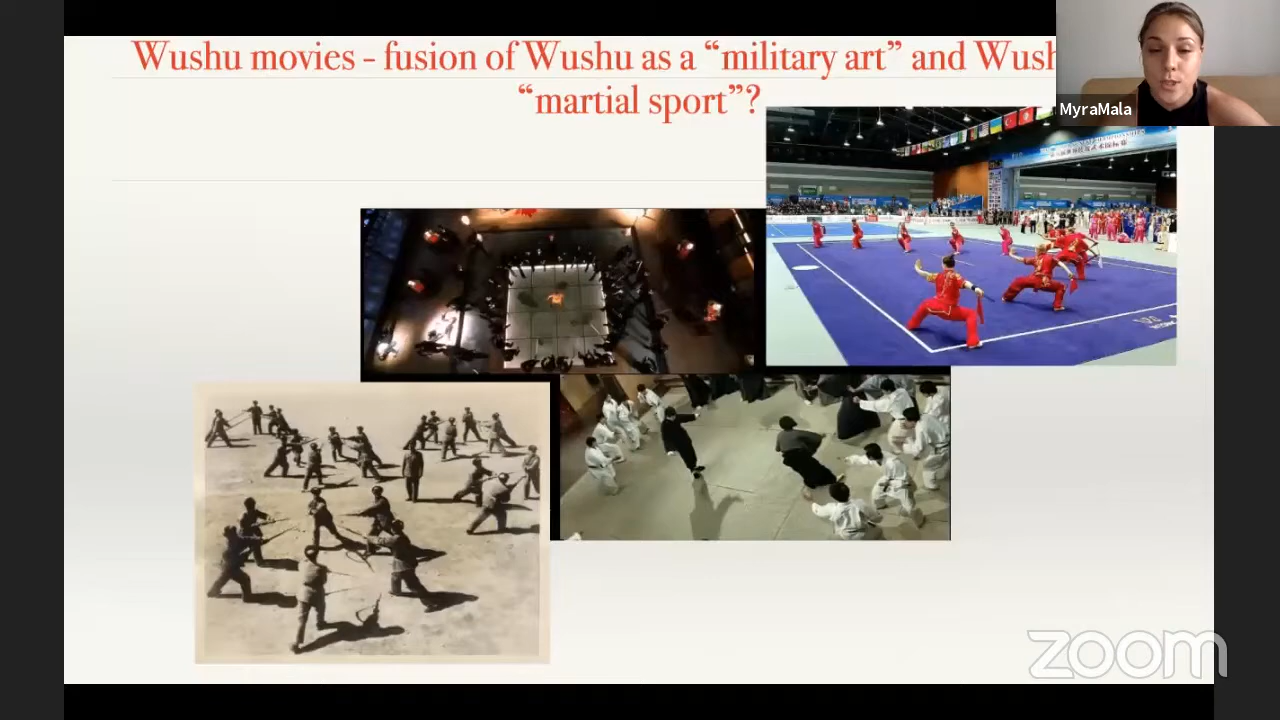 Wushu movies – fusion of Wushu as a “military art” and Wush
“martial sport”?
MyraMala
zoom